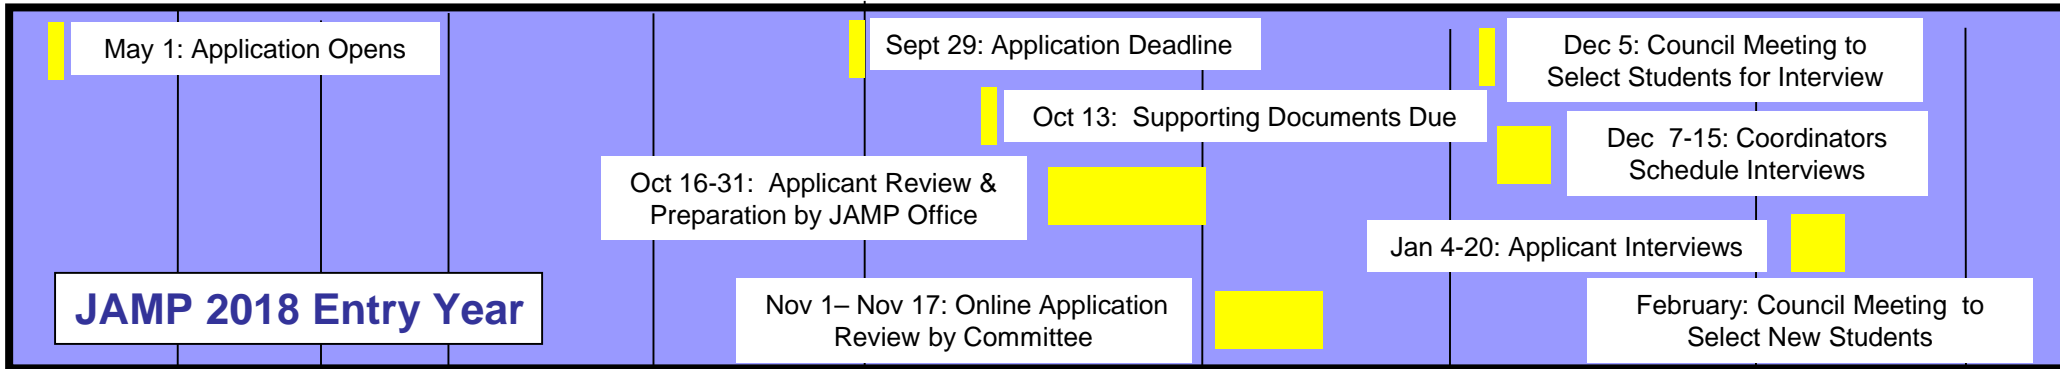 May 1: Application Opens
Sept 29: Application Deadline
Dec 5: Council Meeting to
Select Students for Interview
Oct 13:  Supporting Documents Due
Dec  7-15: Coordinators
Schedule Interviews
Oct 16-31:  Applicant Review &
Preparation by JAMP Office
Jan 4-20: Applicant Interviews
JAMP 2018 Entry Year
Nov 1– Nov 17: Online Application
Review by Committee
February: Council Meeting  to
Select New Students